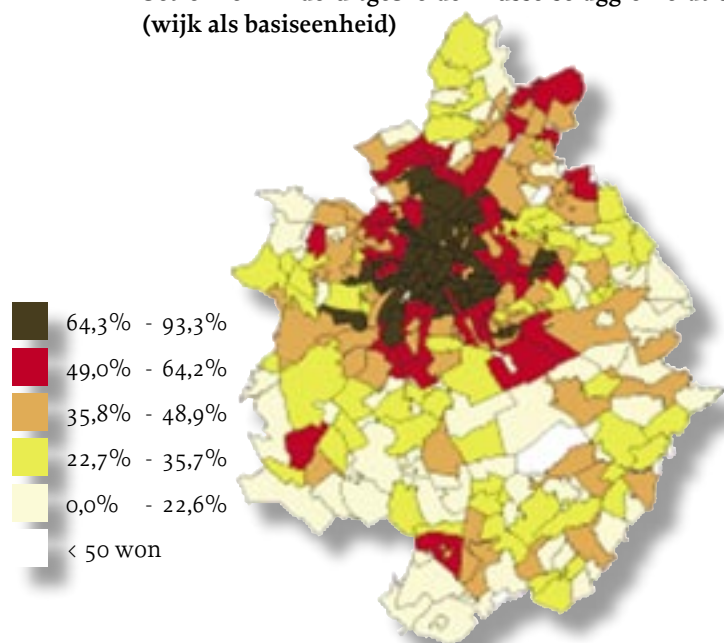 (wijk als basiseenheid)
64,3% - 93,3%
49,0% - 64,2%
35,8% - 48,9%
22,7% - 35,7%
0,0% - 22,6%
< 50 won